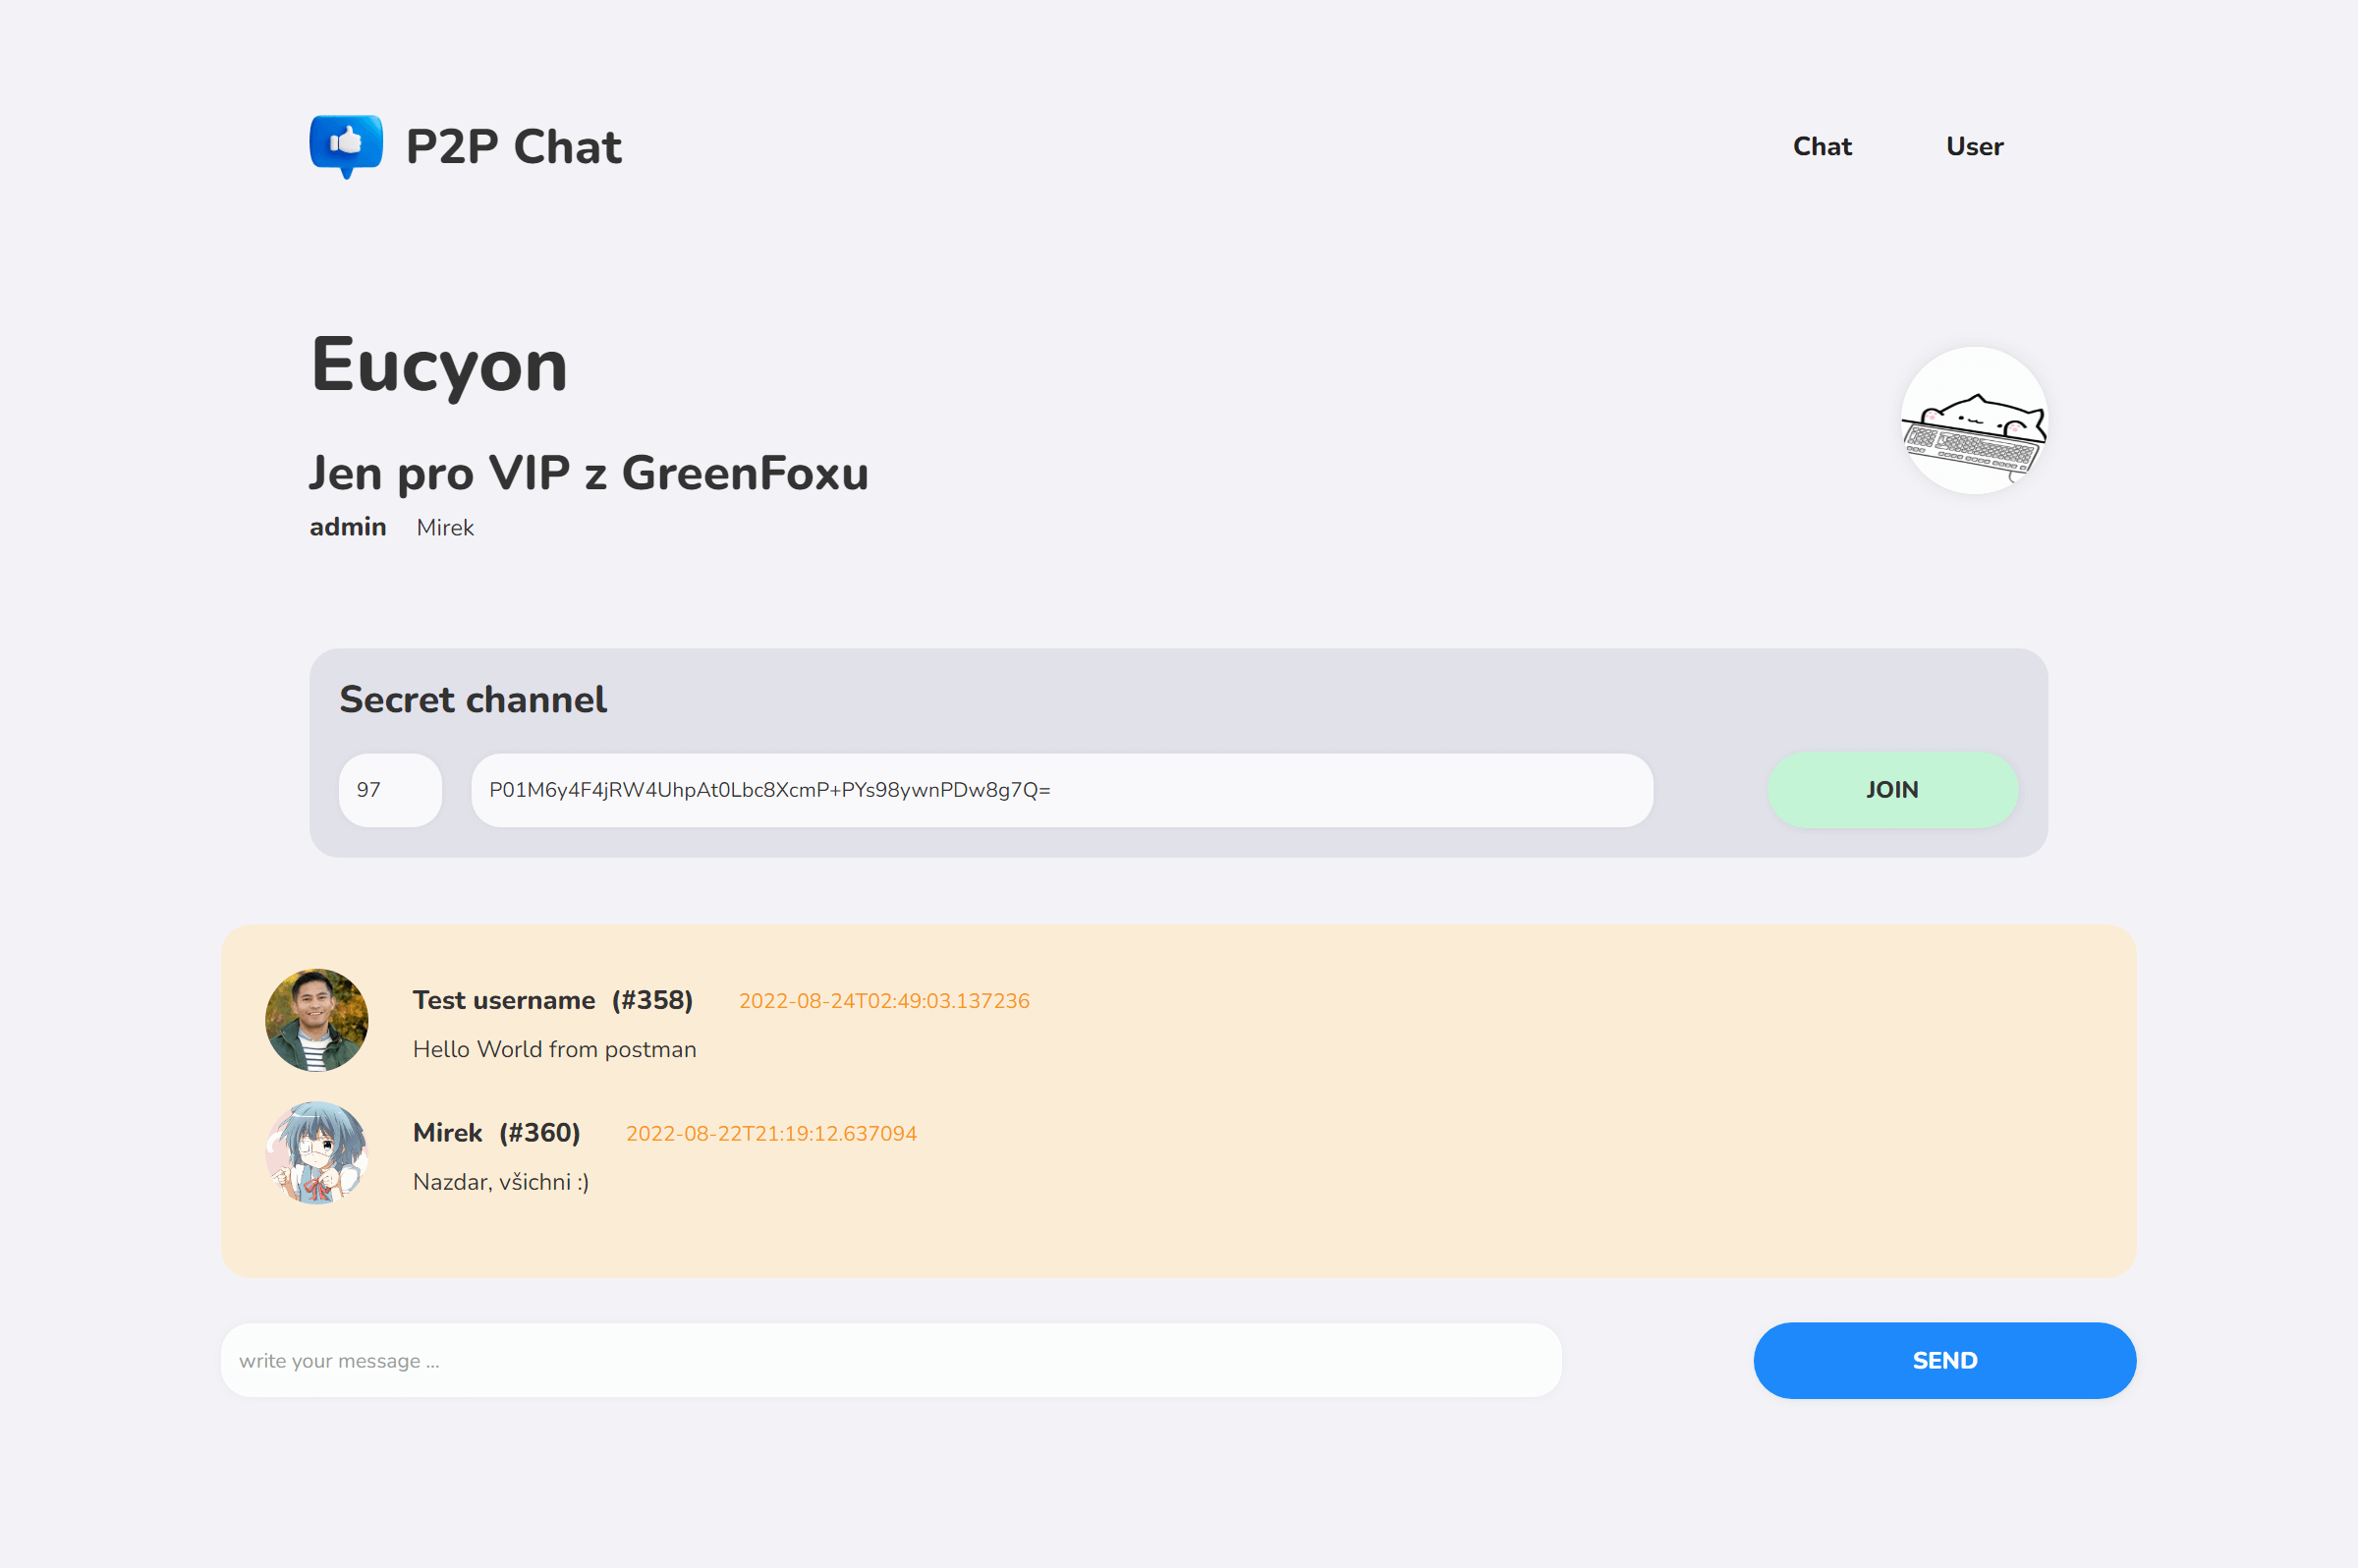 P2P Chat
Chat
User
Eucyon
Jen pro VIP z GreenFoxu
admin Mirek
Secret channel
97
P01M6y4F4jRW4UhpAt0Lbc8XcmP+PYs98ywnPDw8g7Q=
JOIN
Test username (#358) 2022-08-24T02:49:03.137236
Hello World from postman
Mirek (#360) 2022-08-22T21:19:12.637094
Nazdar, všichni :)
write your message ...
SEND